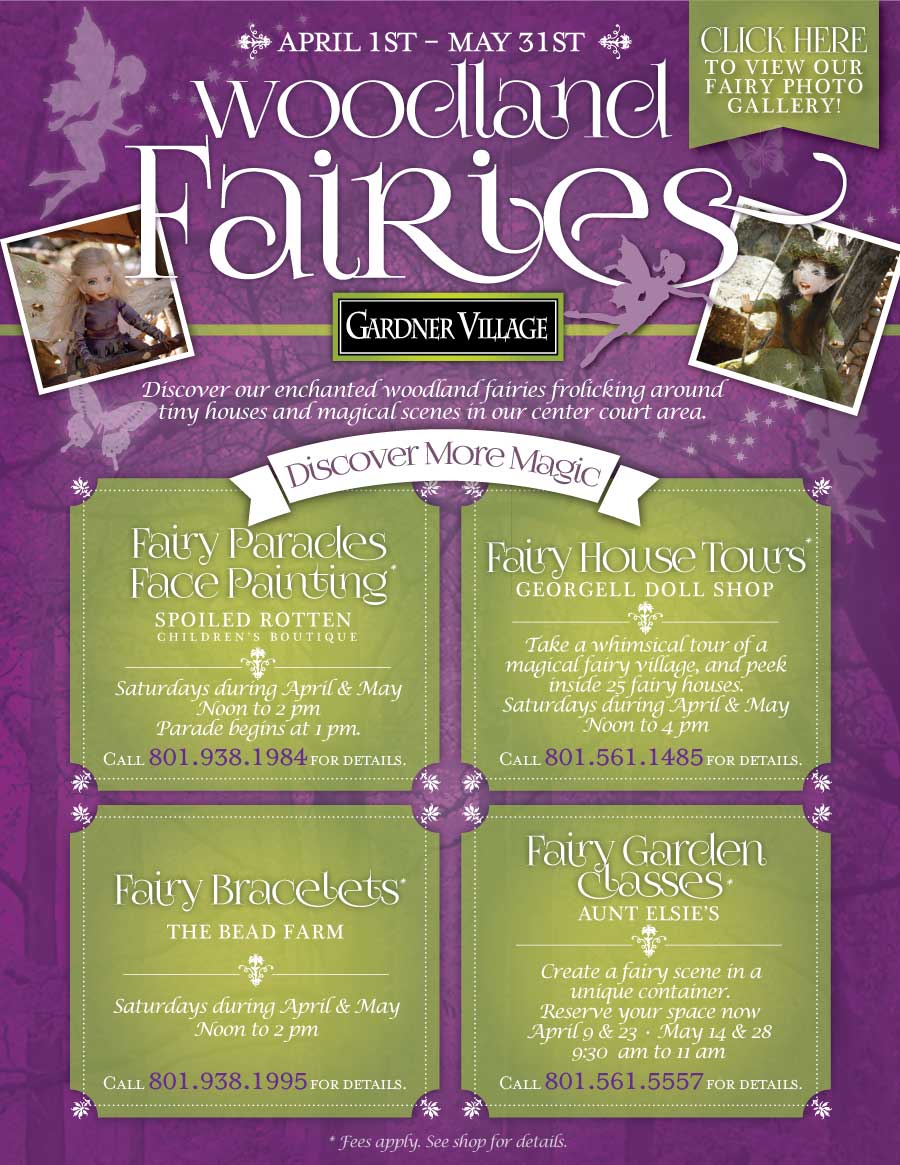 APRIL 1ST – MAY 31ST
CLICK HERE
TO VIEW OUR
FAIRY PHOTO
GALLERY!
Woodland
Fairies
GARDNER VILLAGE
Discover our enchanted woodland fairies frolicking around
tiny houses and magical scenes in our center court area.
Discover More Magic
Fairy Parades
Face Painting*
SPOILED ROTTEN
CHILDREN'S BOUTIQUE
Saturdays during April & May
Noon to 2 pm
Parade begins at 1 pm.
CALL 801.938.1984 FOR DETAILS.
Fairy House Tours*
GEORGELL DOLL SHOP
Take a whimsical tour of a
magical fairy village, and peek
inside 25 fairy houses.
Saturdays during April & May
Noon to 4 pm
CALL 801.561.1485 FOR DETAILS.
Fairy Bracelets*
THE BEAD FARM
Saturdays during April & May
Noon to 2 pm
CALL 801.938.1995 FOR DETAILS.
Fairy Garden
Classes*
AUNT ELSIE'S
Create a fairy scene in a
unique container.
Reserve your space now
April 9 & 23 • May 14 & 28
9:30 am to 11 am
CALL 801.561.5557 FOR DETAILS.
* Fees apply. See shop for details.